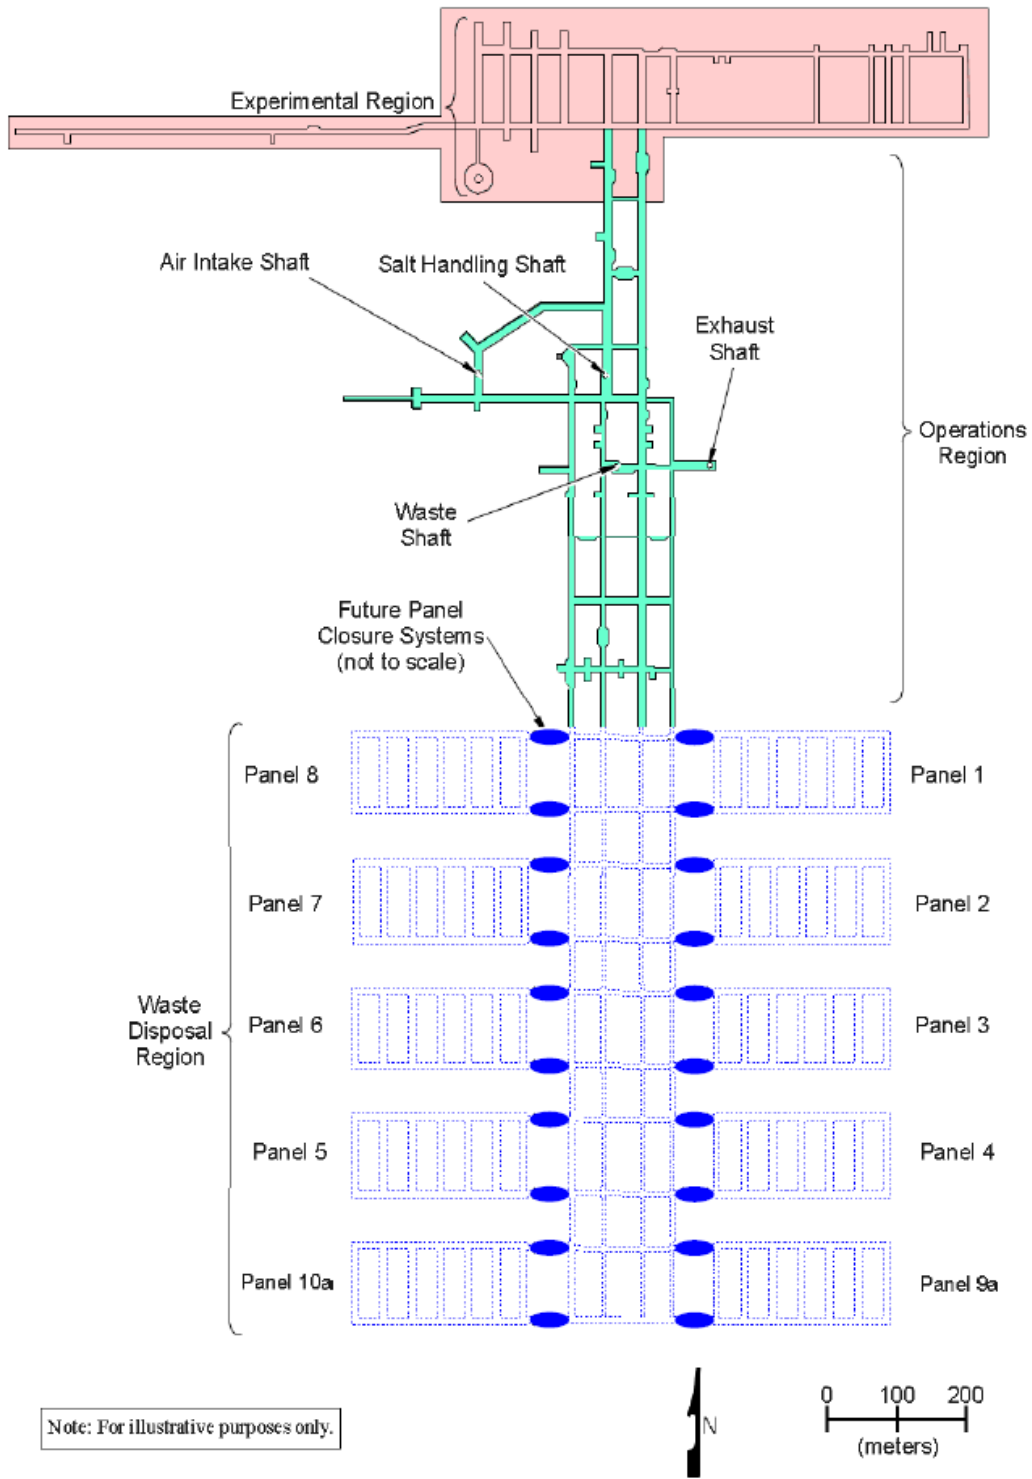 Experimental Region
Air Intake Shaft
Salt Handling Shaft
Exhaust
Shaft
Operations
Region
Waste
Shaft
Future Panel
Closure Systems
(not to scale)
Panel 8
Panel 1
Panel 7
Panel 2
Waste
Disposal
Region
Panel 6
Panel 3
Panel 5
Panel 4
Panel 10a
Panel 9a
Note: For illustrative purposes only.
N
0 100 200
(meters)